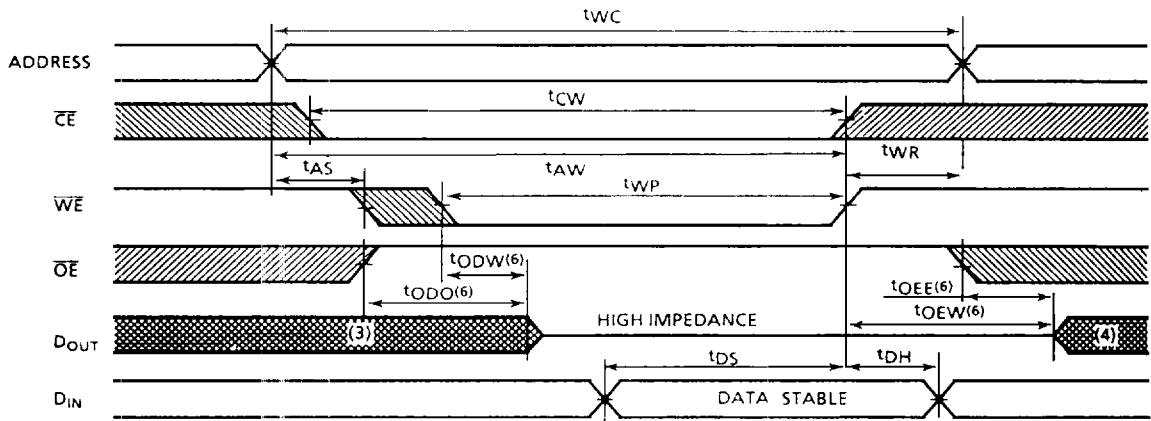 tWC
ADDRESS
tCW
CE
tWR
tAS
tAW
tWP
WE
OE
tODW(6)
tOEE(6)
tODO(6)
tOEW(6)
HIGH IMPEDANCE
DOUT
(3)
(4)
tDS
tDH
DIN
DATA STABLE